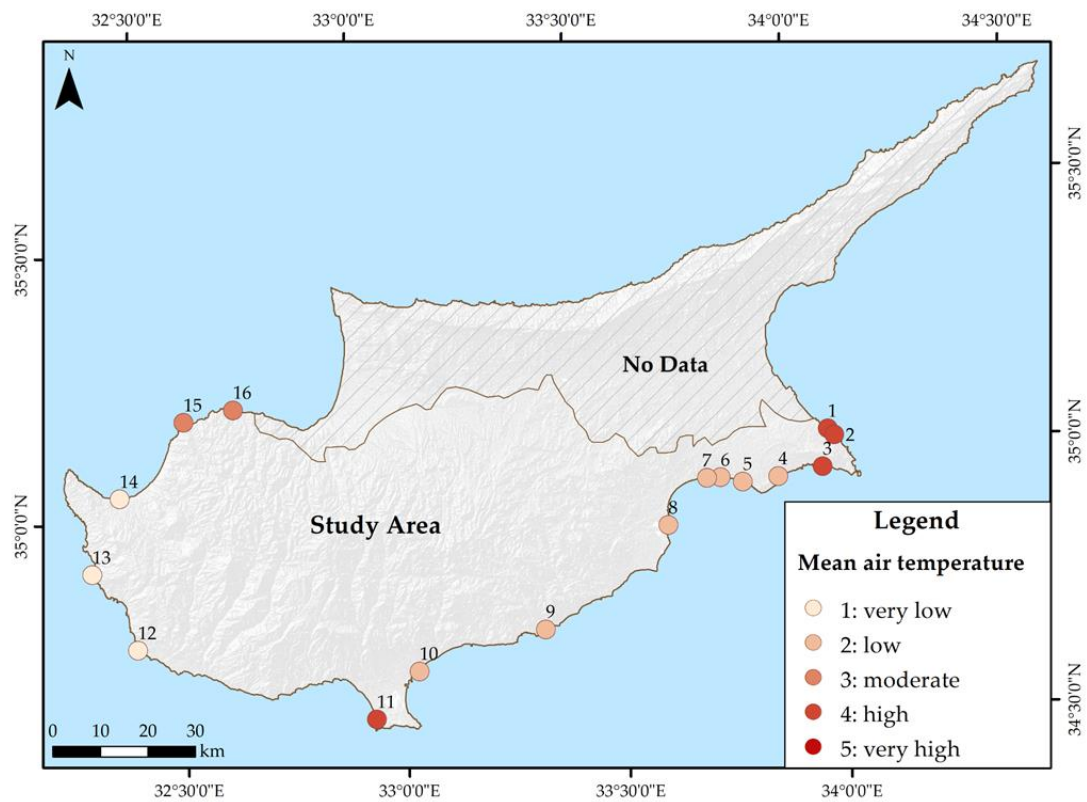 32°30'0"E 33°0'0"E 33°30'0"E 34°0'0"E 34°30'0"E
N
35°30'0"N
35°30'0"N
No Data
16
15
1
2
35°0'0"N
3
7 6 5 4
14
8
Study Area
35°0'0"N
Legend
13
Mean air temperature
1: very low
9
12
2: low
10
3: moderate
11
34°30'0"N
4: high
0 10 20 30
km
5: very high
32°30'0"E 33°0'0"E 33°30'0"E 34°0'0"E